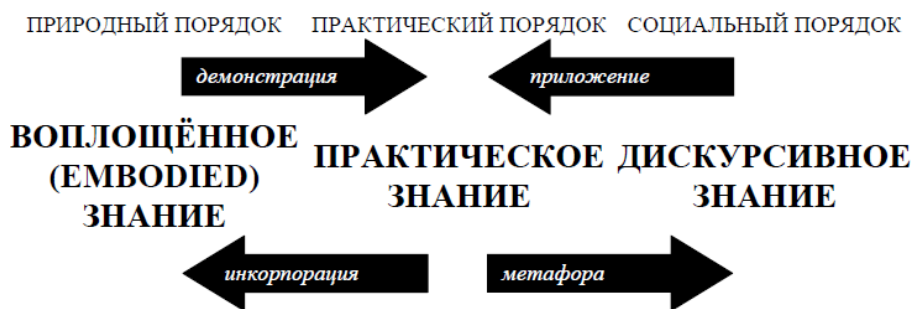 ПРИРОДНЫЙ ПОРЯДОК ПРАКТИЧЕСКИЙ ПОРЯДОК СОЦИАЛЬНЫЙ ПОРЯДОК
демонстрация приложение
ВОПЛОЩЁННОЕ
(EMBODIED)
ЗНАНИЕ
ПРАКТИЧЕСКОЕ
ЗНАНИЕ
ДИСКУРСИВНОЕ
ЗНАНИЕ
инкорпорация метафора